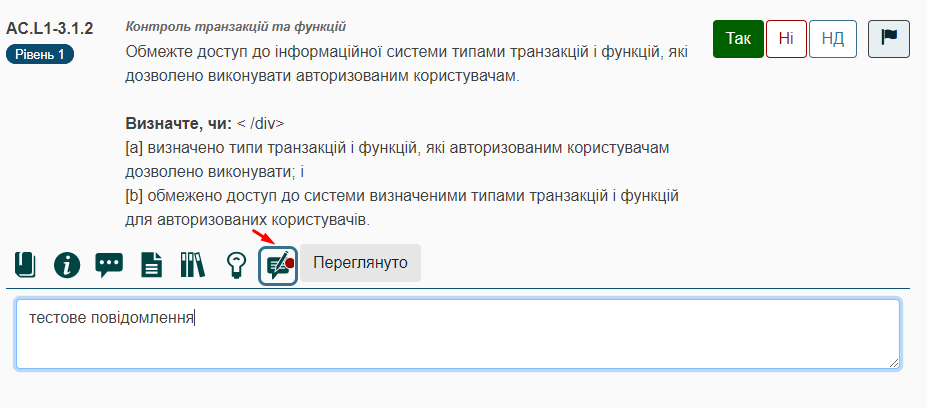 AC.L1-3.1.2
Рівень 1
Контроль транзакцій та функцій
Обмежте доступ до інформаційної системи типами транзакцій і функцій, які
дозволено виконувати авторизованим користувачам.
Визначте, чи: < /div>
[a] визначено типи транзакцій і функцій, які авторизованим користувачам
дозволено виконувати; і
[b] обмежено доступ до системи визначеними типами транзакцій і функцій
для авторизованих користувачів.
Так
Ні
НД
Переглянуто
тестове повідомлення